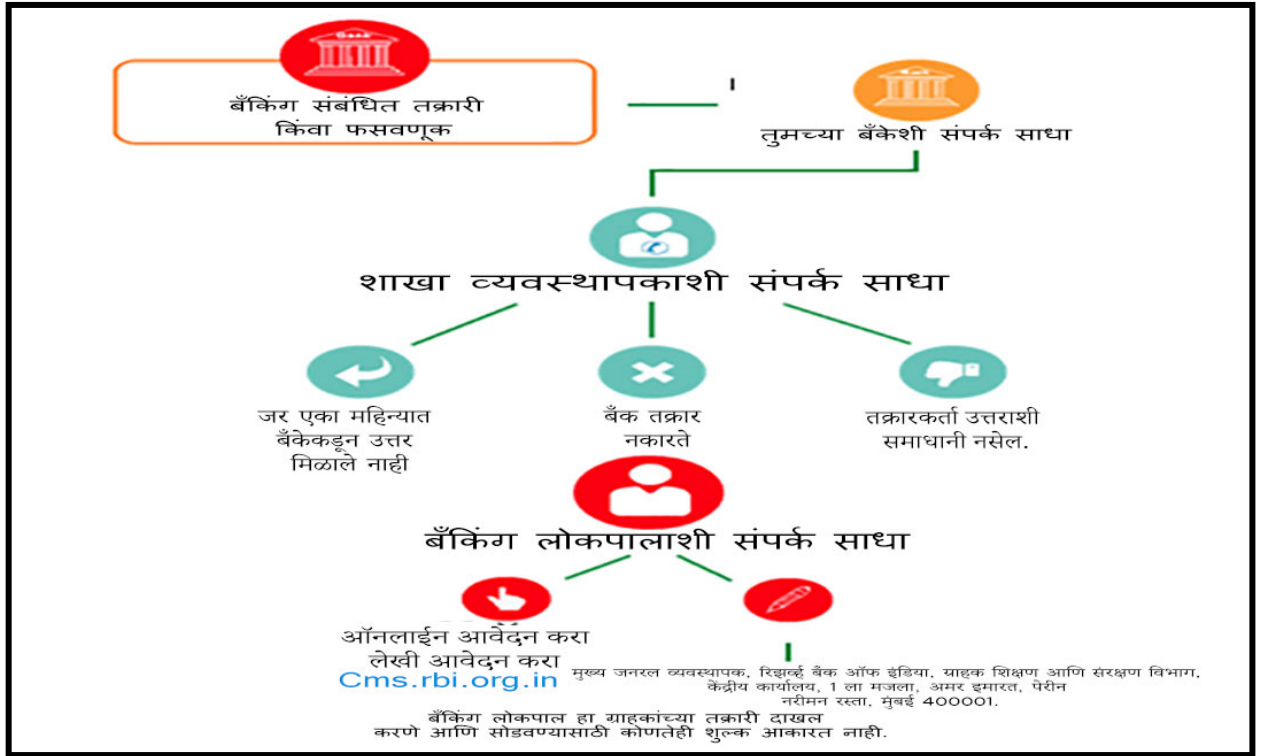 Bank
बँकिंग संबंधित तक्रारी
किंवा फसवणूक
तुमच्या बँकेशी संपर्क साधा
शाखा व्यवस्थापकाशी संपर्क साधा
जर एका महिन्यात
बँकेकडून उत्तर
मिळाले नाही
बँक तक्रार
नकारते
तक्रारकर्ता उत्तराशी
समाधानी नसेल.
बँकिंग लोकपालाशी संपर्क साधा
ऑनलाईन आवेदन करा
लेखी आवेदन करा
Cms.rbi.org.in
मुख्य जनरल व्यवस्थापक, रिझर्व्ह बँक ऑफ इंडिया, ग्राहक शिक्षण आणि संरक्षण विभाग,
केंद्रीय कार्यालय, 1 ला मजला, अमर इमारत, पेरीन
नरीमन रस्ता, मुंबई 400001.
बँकिंग लोकपाल हा ग्राहकांच्या तक्रारी दाखल
करणे आणि सोडवण्यासाठी कोणतेही शुल्क आकारत नाही.